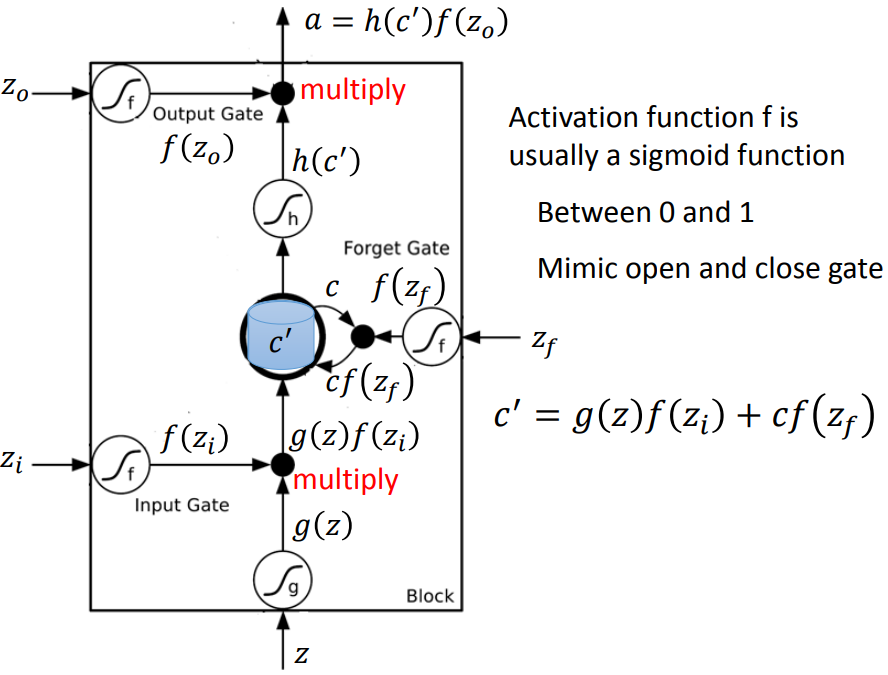 a = h(c′)f(z_o)
z_o
f
multiply
Output Gate
f(z_o)
h(c′)
h
Activation function f is
usually a sigmoid function
Between 0 and 1
Mimic open and close gate
Forget Gate
c f(z_f)
c′
f
z_f
cf(z_f)
c′ = g(z)f(z_i) + cf(z_f)
z_i
f
f(z_i)
g(z)f(z_i)
multiply
Input Gate
g(z)
g
Block
z